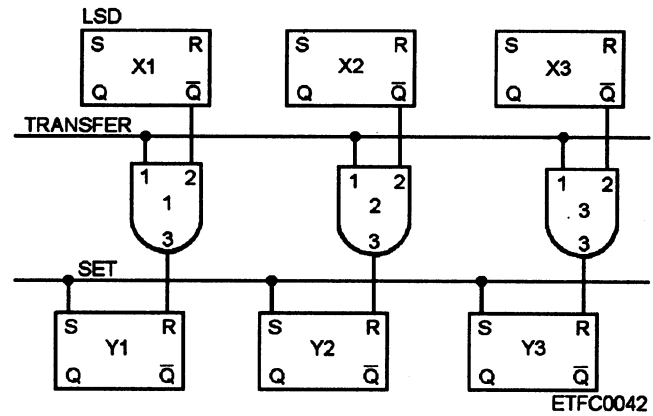 LSD
S R S R S R
X1 X2 X3
Q Q̅ Q Q̅ Q Q̅
TRANSFER
1 2 1 2 1 2
1 2 3
3 3 3
SET
S R S R S R
Y1 Y2 Y3
Q Q̅ Q Q̅ Q Q̅
ETFC0042